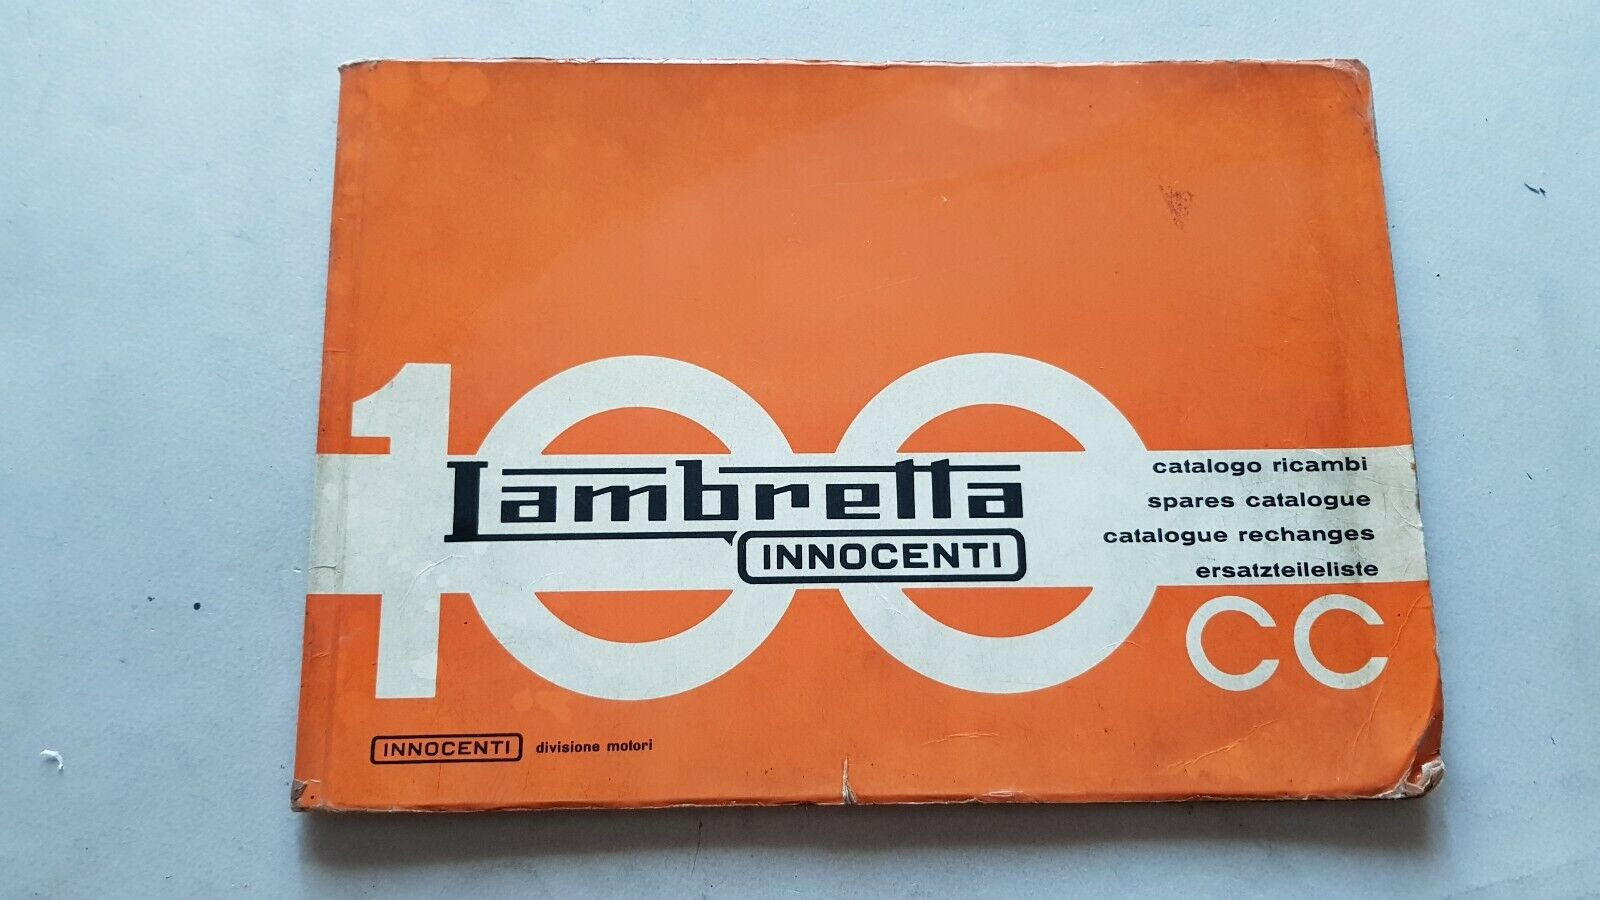 100
Lambretta
INNOCENTI
catalogo ricambi
spares catalogue
catalogue rechanges
ersatzteileliste
cc
INNOCENTI divisione motori